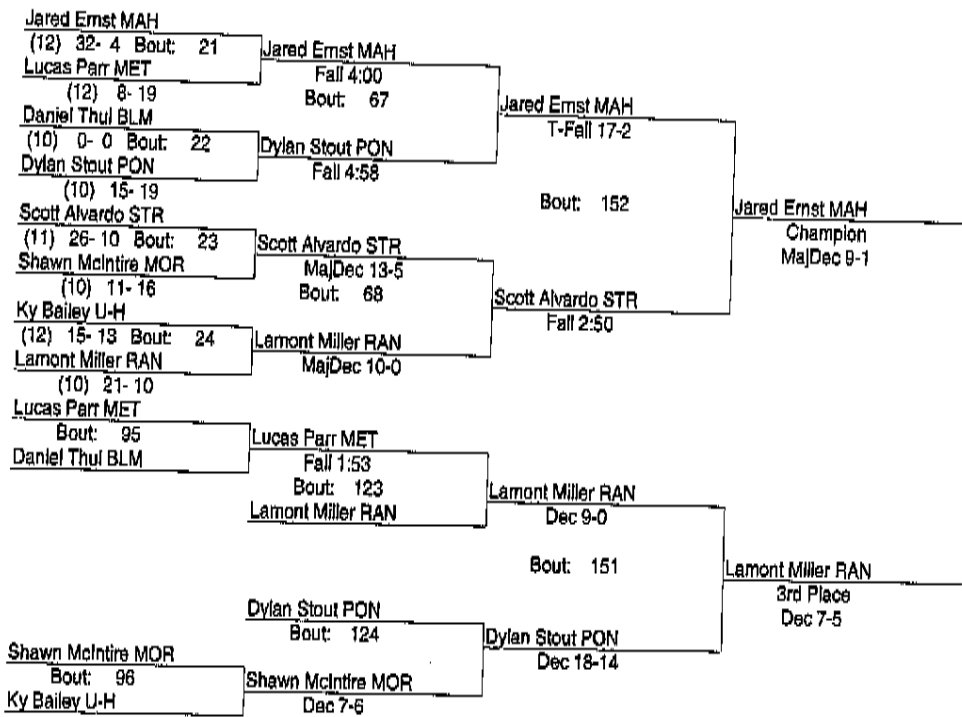 Jared Ernst MAH
(12) 32- 4 Bout: 21
Lucas Parr MET
(12) 8- 19
Daniel Thul BLM
(10) 0- 0 Bout: 22
Dylan Stout PON
(10) 15- 19
Scott Alvardo STR
(11) 26- 10 Bout: 23
Shawn McIntire MOR
(10) 11- 16
Ky Bailey U-H
(12) 15- 13 Bout: 24
Lamont Miller RAN
(10) 21- 10
Jared Ernst MAH
Fall 4:00
Bout: 67
Dylan Stout PON
Fall 4:58
Scott Alvardo STR
MajDec 13-5
Bout: 68
Lamont Miller RAN
MajDec 10-0
Jared Ernst MAH
T-Fall 17-2
Bout: 152
Scott Alvardo STR
Fall 2:50
Jared Ernst MAH
Champion
MajDec 9-1
Lucas Parr MET
Bout: 95
Daniel Thul BLM
Lucas Parr MET
Fall 1:53
Bout: 123
Lamont Miller RAN
Lamont Miller RAN
Dec 9-0
Bout: 151
Dylan Stout PON
Bout: 124
Shawn McIntire MOR
Bout: 96
Ky Bailey U-H
Shawn McIntire MOR
Dec 7-6
Dylan Stout PON
Dec 18-14
Lamont Miller RAN
3rd Place
Dec 7-5